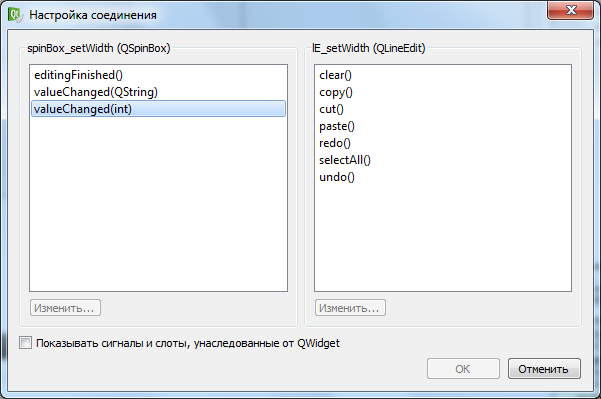 Настройка соединения
spinBox_setWidth (QSpinBox)
editingFinished()
valueChanged(QString)
valueChanged(int)
Изменить...
lE_setWidth (QLineEdit)
clear()
copy()
cut()
paste()
redo()
selectAll()
undo()
Изменить...
Показывать сигналы и слоты, унаследованные от QWidget
OK
Отменить